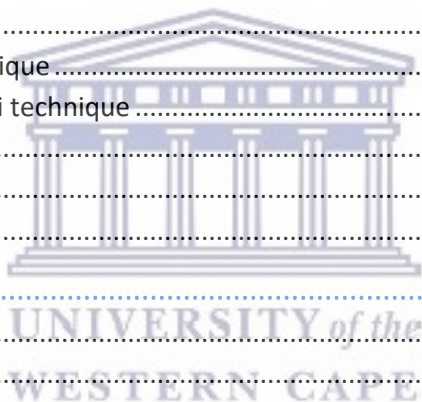 ....................................................
ique....................................................
i technique....................................................
....................................................
....................................................
....................................................
....................................................
UNIVERSITY of the
....................................................
WESTERN CAPE
....................................................